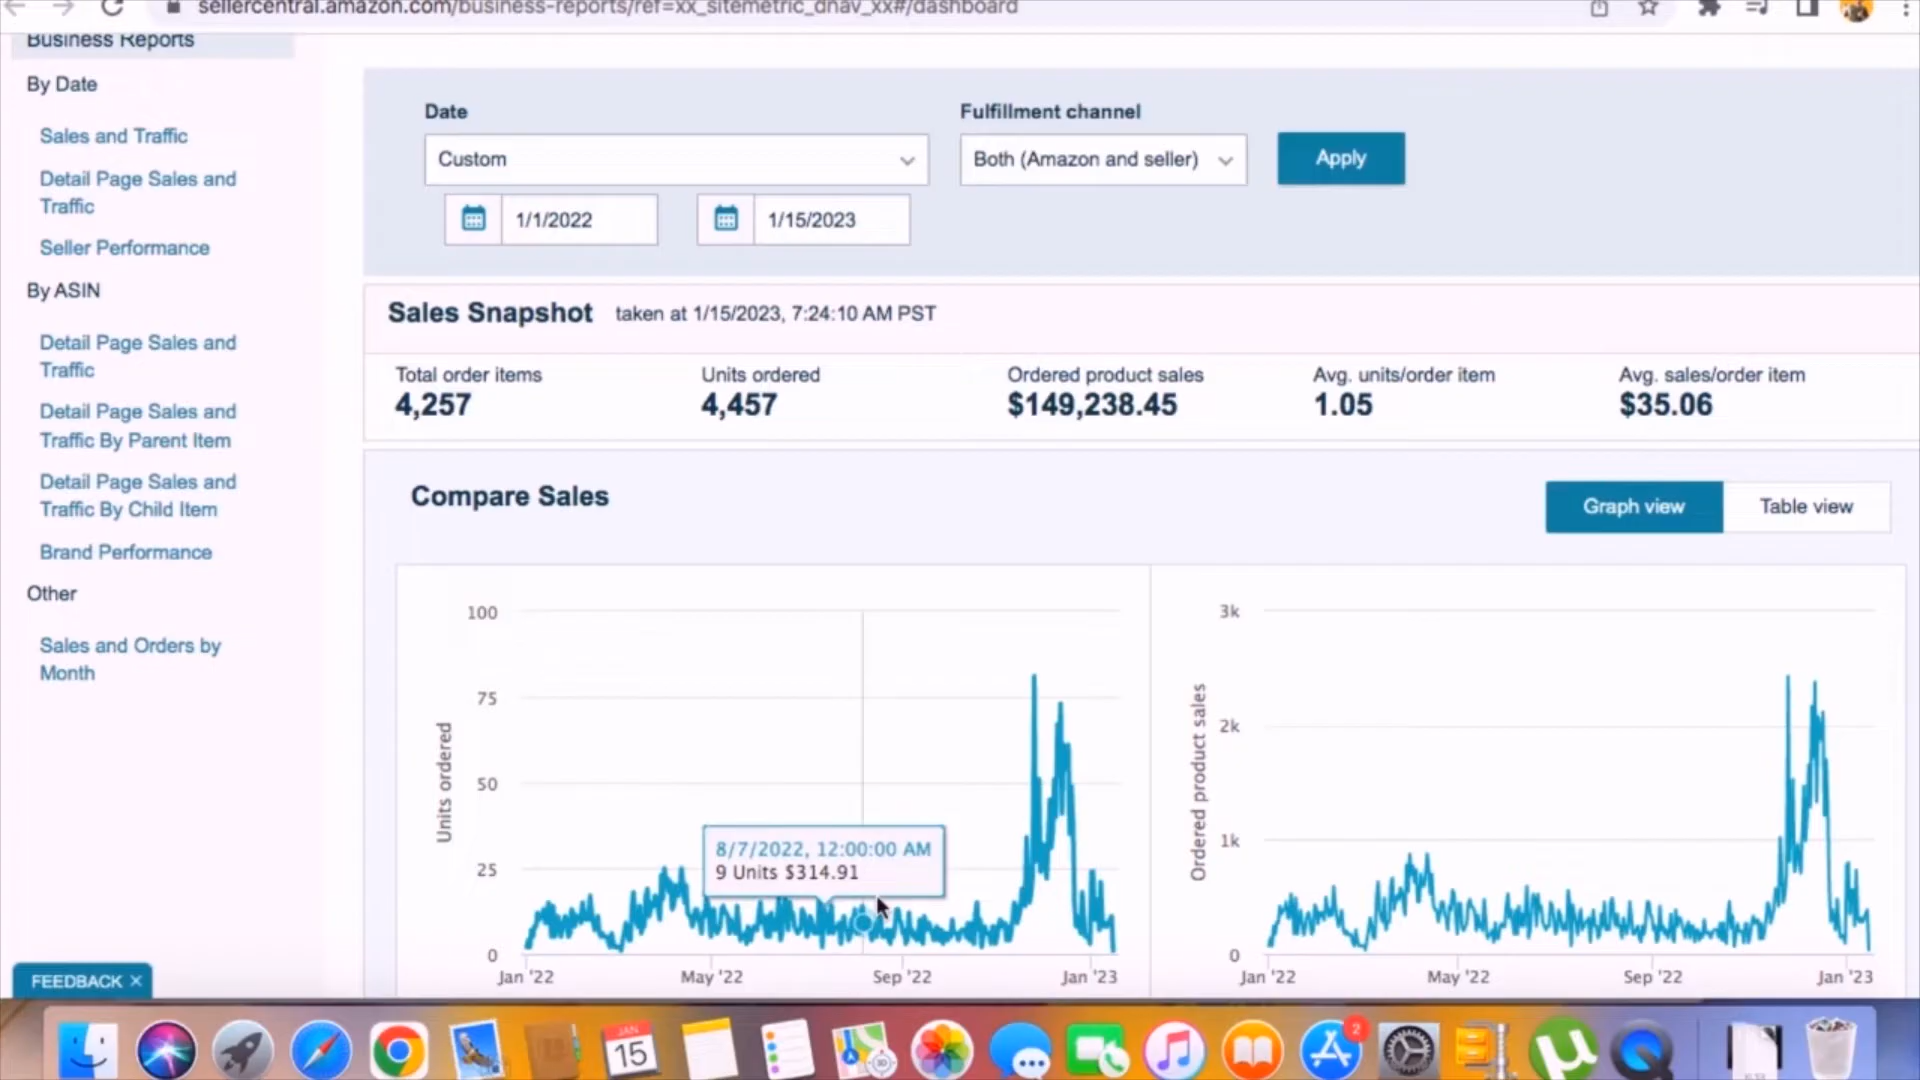 sellercentral.amazon.com/business-reports/ref=xx_sitemetric_dnav_xx#/dashboard
Business Reports
By Date
Sales and Traffic
Detail Page Sales and
Traffic
Seller Performance
By ASIN
Detail Page Sales and
Traffic
Detail Page Sales and
Traffic By Parent Item
Detail Page Sales and
Traffic By Child Item
Brand Performance
Other
Sales and Orders by
Month
FEEDBACK ×
Date
Fulfillment channel
Custom
Both (Amazon and seller)
Apply
1/1/2022
1/15/2023
Sales Snapshot taken at 1/15/2023, 7:24:10 AM PST
Total order items
4,257
Units ordered
4,457
Ordered product sales
$149,238.45
Avg. units/order item
1.05
Avg. sales/order item
$35.06
Compare Sales
Graph view
Table view
Units ordered
100
75
50
25
0
8/7/2022, 12:00:00 AM
9 Units $314.91
Jan '22
May '22
Sep '22
Jan '23
Ordered product sales
3k
2k
1k
0
Jan '22
May '22
Sep '22
Jan '23
JAN
15
3D
2